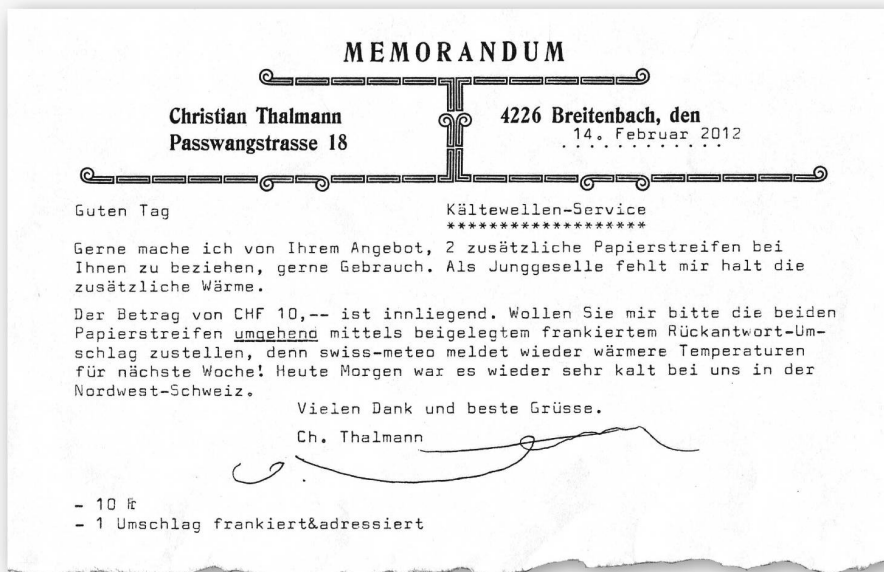 MEMORANDUM
Christian Thalmann
Passwangstrasse 18
4226 Breitenbach, den
14. Februar 2012
Guten Tag
Kältewellen-Service
*******************
Gerne mache ich von Ihrem Angebot, 2 zusätzliche Papierstreifen bei
Ihnen zu beziehen, gerne Gebrauch. Als Junggeselle fehlt mir halt die
zusätzliche Wärme.
Der Betrag von CHF 10,-- ist innliegend. Wollen Sie mir bitte die beiden
Papierstreifen umgehend mittels beigelegtem frankiertem Rückantwort-Um-
schlag zustellen, denn swiss-meteo meldet wieder wärmere Temperaturen
für nächste Woche! Heute Morgen war es wieder sehr kalt bei uns in der
Nordwest-Schweiz.
Vielen Dank und beste Grüsse.
Ch. Thalmann
- 10 Fr
- 1 Umschlag frankiert&adressiert